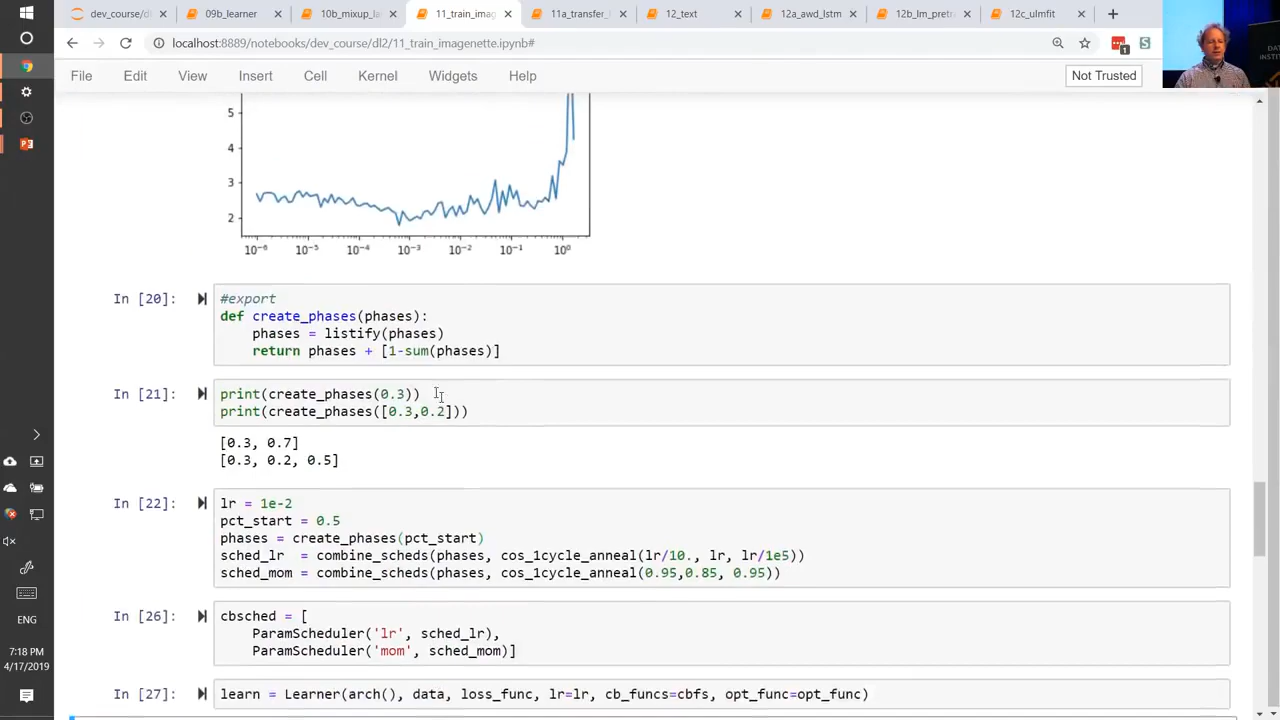 dev_course/dl
09b_learner
10b_mixup_la
11_train_imag
11a_transfer_l
12_text
12a_awd_lstm
12b_lm_pretr
12c_ulmfit
localhost:8889/notebooks/dev_course/dl2/11_train_imagenette.ipynb#
1
S
File Edit View Insert Cell Kernel Widgets Help
Not Trusted
5
4
3
2
10⁻⁶ 10⁻⁵ 10⁻⁴ 10⁻³ 10⁻² 10⁻¹ 10⁰
In [20]: #export
def create_phases(phases):
phases = listify(phases)
return phases + [1-sum(phases)]
In [21]: print(create_phases(0.3))
print(create_phases([0.3,0.2]))
[0.3, 0.7]
[0.3, 0.2, 0.5]
In [22]: lr = 1e-2
pct_start = 0.5
phases = create_phases(pct_start)
sched_lr  = combine_scheds(phases, cos_1cycle_anneal(lr/10., lr, lr/1e5))
sched_mom = combine_scheds(phases, cos_1cycle_anneal(0.95,0.85, 0.95))
In [26]: cbsched = [
ParamScheduler('lr', sched_lr),
ParamScheduler('mom', sched_mom)]
In [27]: learn = Learner(arch(), data, loss_func, lr=lr, cb_funcs=cbfs, opt_func=opt_func)
ENG
7:18 PM
4/17/2019